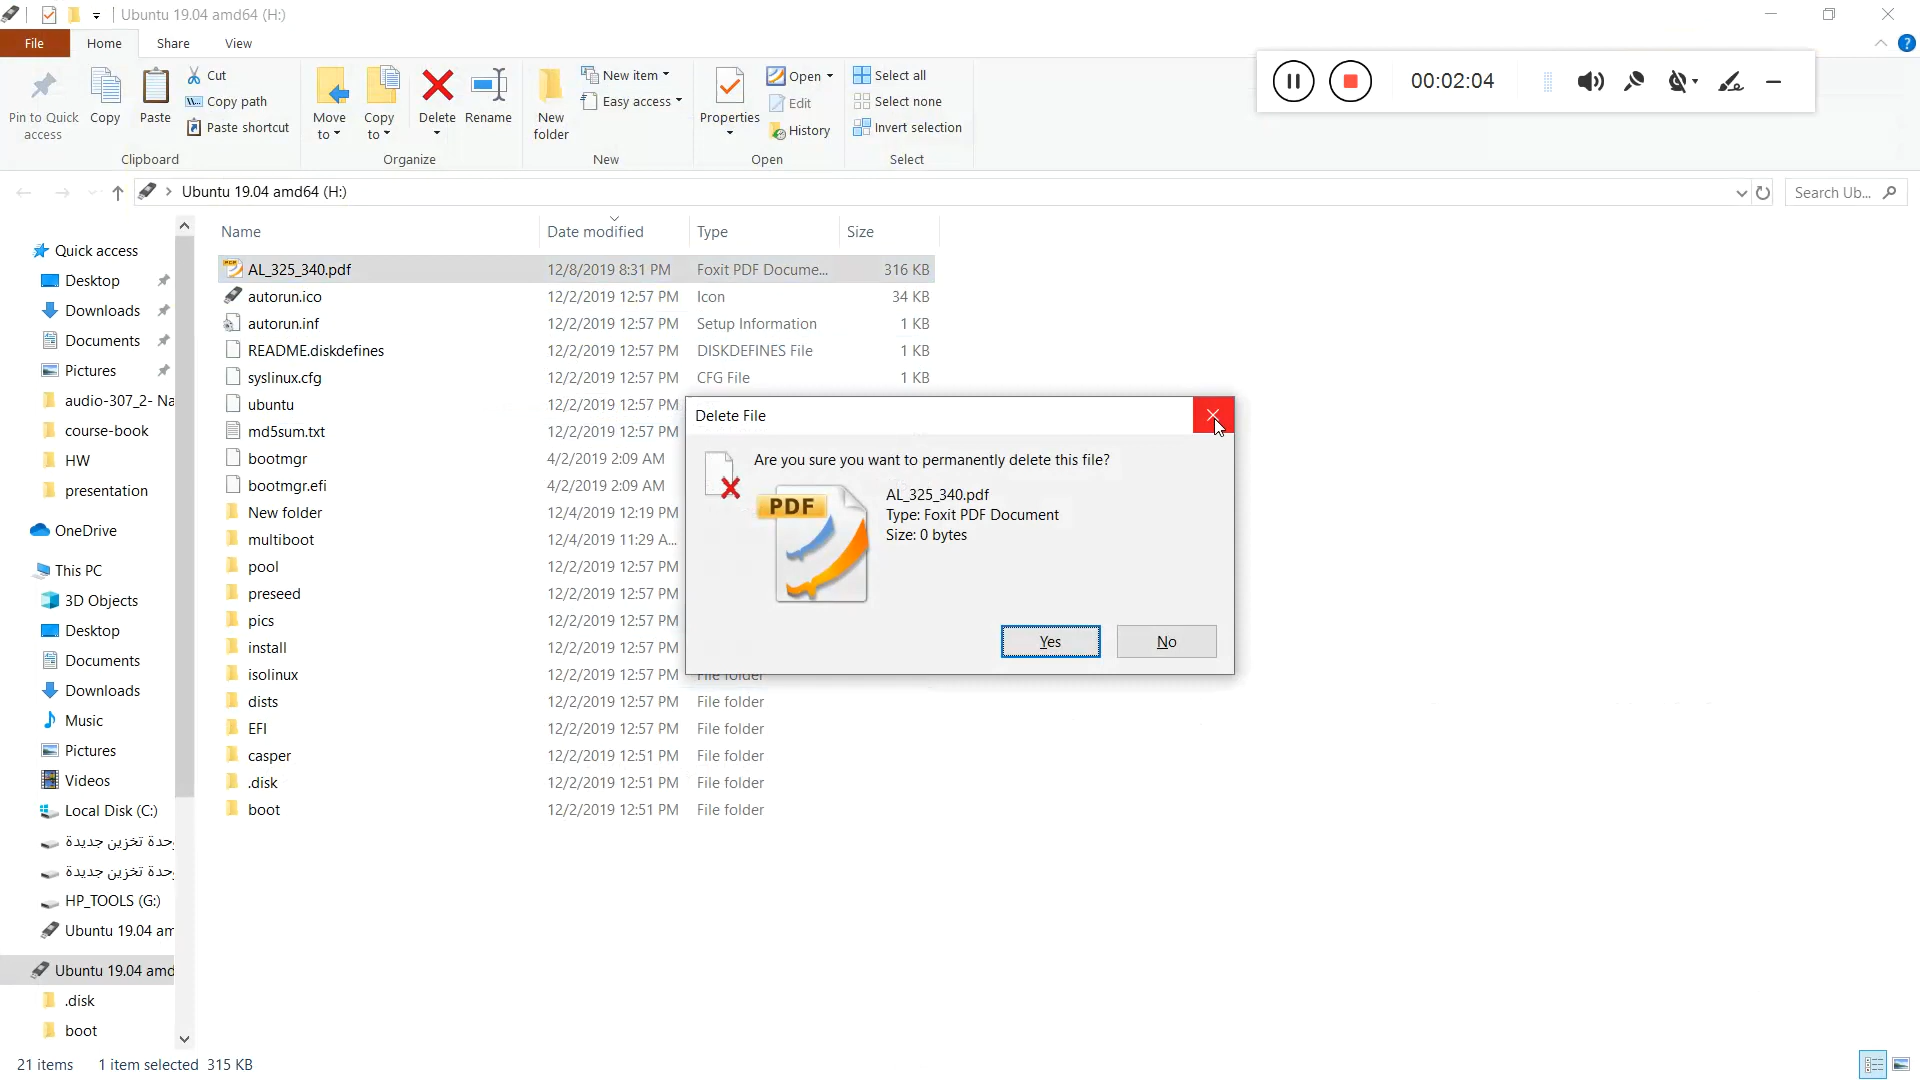 Ubuntu 19.04 amd64 (H:)
File Home Share View
Pin to Quick access
Copy
Paste
Cut
Copy path
Paste shortcut
Clipboard
Move to
Copy to
Delete
Rename
Organize
New folder
New item
Easy access
New
Properties
Open
Edit
History
Open
Select all
Select none
Invert selection
Select
00:02:04
Ubuntu 19.04 amd64 (H:)
Search Ub...
Quick access
Desktop
Downloads
Documents
Pictures
audio-307_2- Na
course-book
HW
presentation
OneDrive
This PC
3D Objects
Desktop
Documents
Downloads
Music
Pictures
Videos
Local Disk (C:)
حدة تخزين جديدة
حدة تخزين جديدة
HP_TOOLS (G:)
Ubuntu 19.04 am
Ubuntu 19.04 amd
.disk
boot
Name Date modified Type Size
AL_325_340.pdf 12/8/2019 8:31 PM Foxit PDF Docume... 316 KB
autorun.ico 12/2/2019 12:57 PM Icon 34 KB
autorun.inf 12/2/2019 12:57 PM Setup Information 1 KB
README.diskdefines 12/2/2019 12:57 PM DISKDEFINES File 1 KB
syslinux.cfg 12/2/2019 12:57 PM CFG File 1 KB
ubuntu 12/2/2019 12:57 PM
md5sum.txt 12/2/2019 12:57 PM
bootmgr 4/2/2019 2:09 AM
bootmgr.efi 4/2/2019 2:09 AM
New folder 12/4/2019 12:19 PM
multiboot 12/4/2019 11:29 A...
pool 12/2/2019 12:57 PM
preseed 12/2/2019 12:57 PM
pics 12/2/2019 12:57 PM
install 12/2/2019 12:57 PM
isolinux 12/2/2019 12:57 PM File folder
dists 12/2/2019 12:57 PM File folder
EFI 12/2/2019 12:57 PM File folder
casper 12/2/2019 12:51 PM File folder
.disk 12/2/2019 12:51 PM File folder
boot 12/2/2019 12:51 PM File folder
Delete File
Are you sure you want to permanently delete this file?
PDF
AL_325_340.pdf
Type: Foxit PDF Document
Size: 0 bytes
Yes No
21 items 1 item selected 315 KB